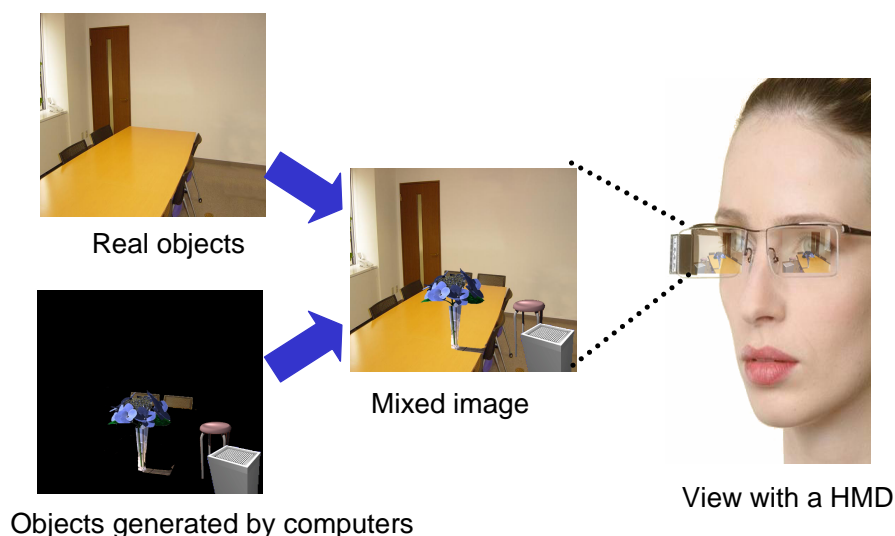 Real objects
Objects generated by computers
Mixed image
View with a HMD